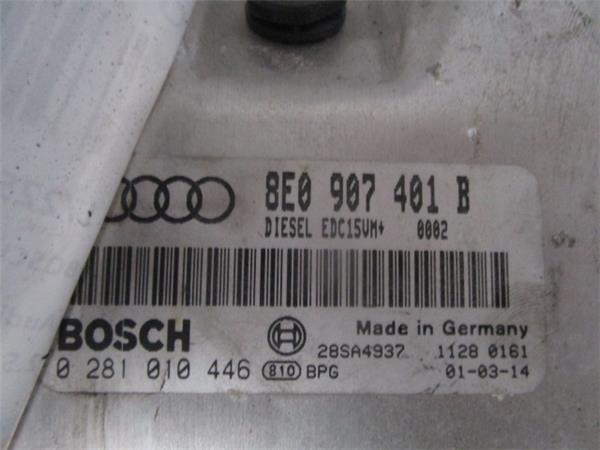 8E0 907 401 B
DIESEL EDC15VM+ 0002
BOSCH
Made in Germany
28SA4937 1128 0161
0 281 010 446 810 BPG 01-03-14